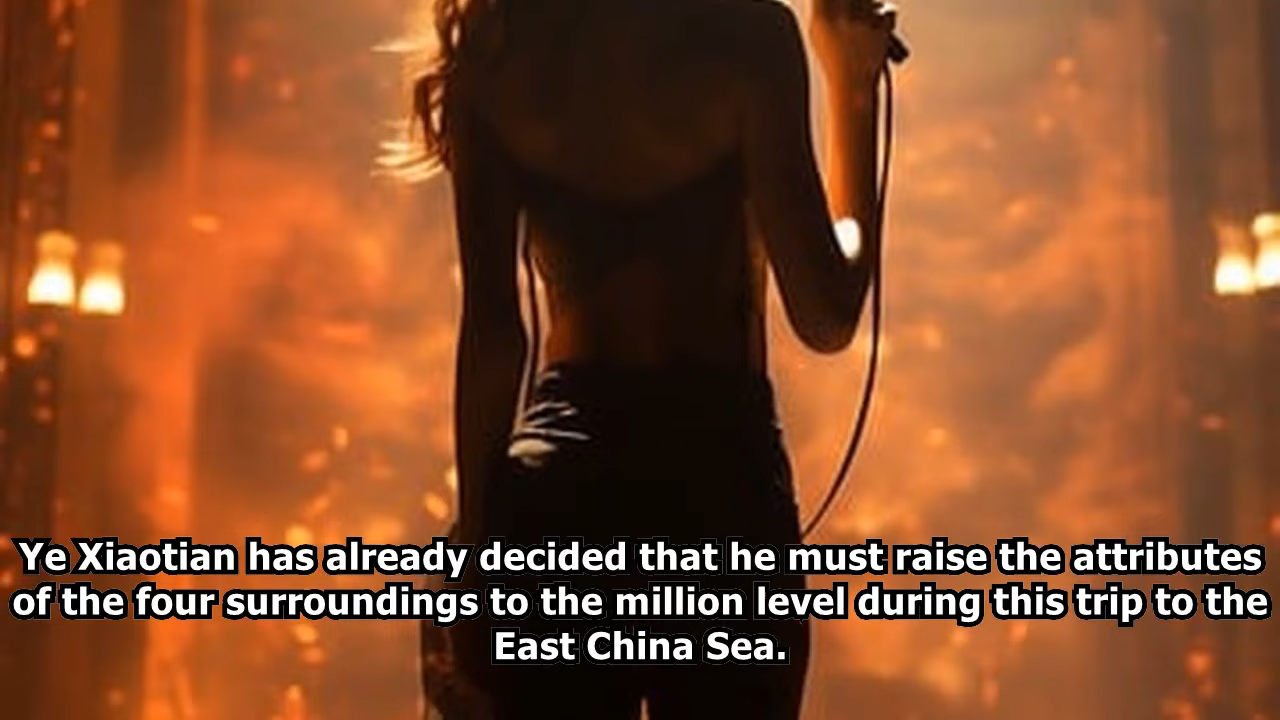 Ye Xiaotian has already decided that he must raise the attributes
of the four surroundings to the million level during this trip to the
East China Sea.